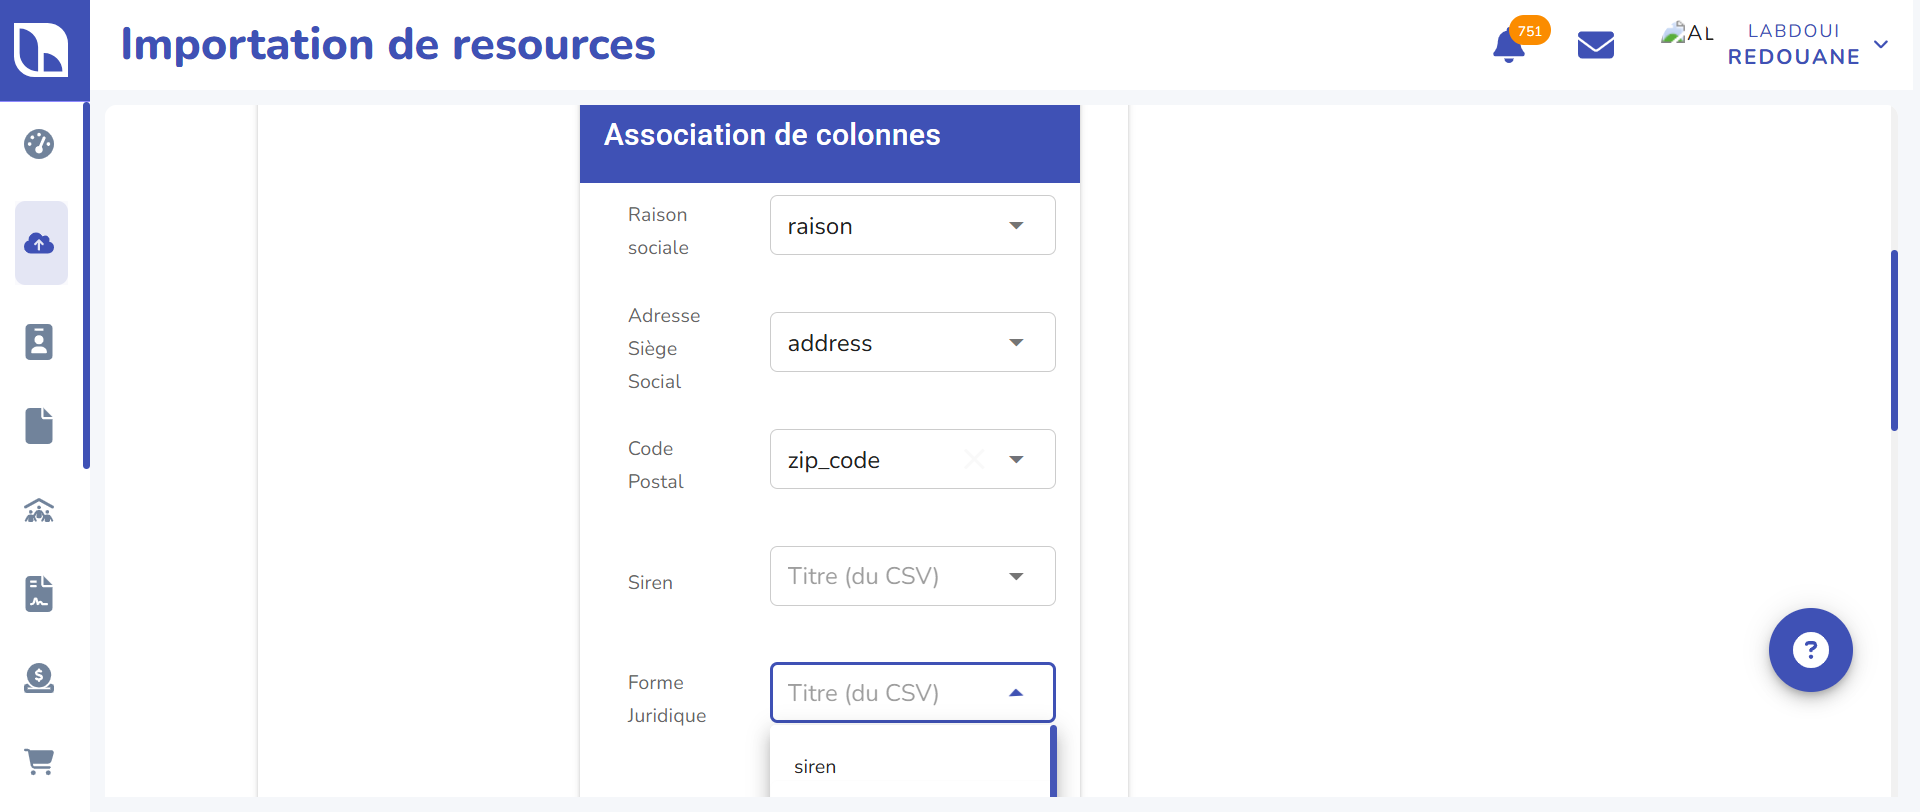 Importation de resources
751
AL
LABDOUI
REDOUANE
Association de colonnes
Raison
sociale
raison
Adresse
Siège
Social
address
Code
Postal
zip_code
Siren
Titre (du CSV)
Forme
Juridique
Titre (du CSV)
siren